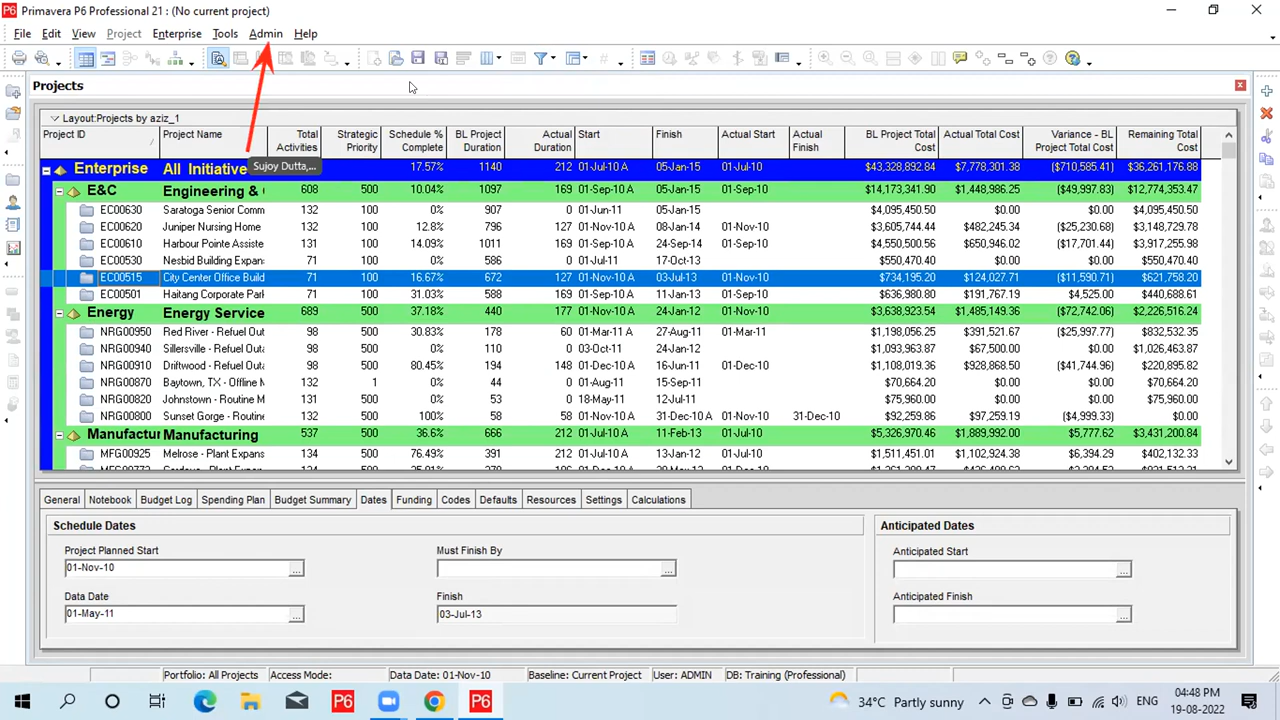 Primavera P6 Professional 21 : (No current project)
File Edit View Project Enterprise Tools Admin Help
Projects
Layout:Projects by aziz_1
Project ID Project Name Total Activities Strategic Priority Schedule % Complete BL Project Duration Actual Duration Start Finish Actual Start Actual Finish BL Project Total Cost Actual Total Cost Variance - BL Project Total Cost Remaining Total Cost
Enterprise All Initiative 17.57% 1140 212 01-Jul-10 A 05-Jan-15 $43,328,892.84 $7,778,301.38 ($710,585.41) $36,261,176.88
Sujoy Dutta,...
E&C Engineering & 608 500 10.04% 1097 169 01-Sep-10 A 05-Jan-15 01-Sep-10 $14,173,341.90 $1,448,986.25 ($49,997.83) $12,774,353.47
EC00630 Saratoga Senior Comm 132 100 0% 907 0 01-Jun-11 05-Jan-15 $4,095,450.50 $0.00 $0.00 $4,095,450.50
EC00620 Juniper Nursing Home 132 100 12.8% 796 127 01-Nov-10 A 08-Jan-14 01-Nov-10 $3,605,744.44 $482,245.34 ($25,230.00) $3,148,729.78
EC00610 Harbour Pointe Assiste 131 100 14.09% 1011 169 01-Sep-10 A 24-Sep-14 01-Sep-10 $4,550,500.56 $650,946.02 ($17,701.44) $3,917,255.98
EC00530 Nesbid Building Expan 71 100 0% 589 0 01-Jul-11 17-Oct-13 $550,470.40 $0.00 $0.00 $550,470.40
EC00515 City Center Office Build 71 100 16.67% 672 127 01-Nov-10 A 03-Jul-13 01-Nov-10 $734,195.20 $124,027.71 ($11,590.71) $621,758.20
EC00501 Haitang Corporate Park 71 100 31.03% 588 169 01-Sep-10 A 11-Jan-13 01-Sep-10 $636,980.80 $191,767.19 $4,525.00 $440,688.61
Energy Energy Service 689 500 37.18% 440 177 01-Nov-10 A 24-Jan-12 01-Nov-10 $3,638,923.54 $1,485,149.36 ($72,742.06) $2,226,516.24
NRG00950 Red River - Refuel Out 98 500 30.83% 178 60 01-Mar-11 A 27-Aug-11 01-Mar-11 $1,198,056.25 $391,521.67 ($25,997.77) $832,532.35
NRG00940 Sillersville - Refuel Out 98 500 0% 110 0 03-Oct-11 24-Jan-12 $1,093,963.87 $67,500.00 $0.00 $1,026,463.87
NRG00910 Driftwood - Refuel Outa 98 500 80.45% 194 148 01-Dec-10 A 16-Jun-11 01-Dec-10 $1,108,019.36 $928,868.50 ($41,744.96) $220,895.82
NRG00870 Baytown, TX - Offline M 132 1 0% 42 0 01-Aug-11 15-Sep-11 $70,664.20 $0.00 $0.00 $70,664.20
NRG00820 Johnstown - Routine M 131 500 0% 53 0 18-May-11 12-Jul-11 $75,960.00 $0.00 $0.00 $75,960.00
NRG00800 Sunset Gorge - Routine 132 500 100% 58 58 01-Nov-10 A 31-Dec-10 A 01-Nov-10 31-Dec-10 $92,259.86 $97,259.19 ($4,999.33) $0.00
Manufactur Manufacturing 537 500 36.6% 666 212 01-Jul-10 A 11-Feb-13 01-Jul-10 $5,326,970.46 $1,889,992.00 $5,777.62 $3,431,200.84
MFG00925 Melrose - Plant Expans 134 500 76.49% 391 212 01-Jul-10 A 13-Jan-12 01-Jul-10 $1,511,451.01 $1,102,924.38 $6,394.29 $402,132.33
General Notebook Budget Log Spending Plan Budget Summary Dates Funding Codes Defaults Resources Settings Calculations
Schedule Dates Anticipated Dates
Project Planned Start Must Finish By Anticipated Start
01-Nov-10
Data Date Finish Anticipated Finish
01-May-11 03-Jul-13
Portfolio: All Projects Access Mode: Data Date: 01-Nov-10 Baseline: Current Project User: ADMIN DB: Training (Professional)
P6 P6 34°C Partly sunny ENG 04:48 PM
19-08-2022